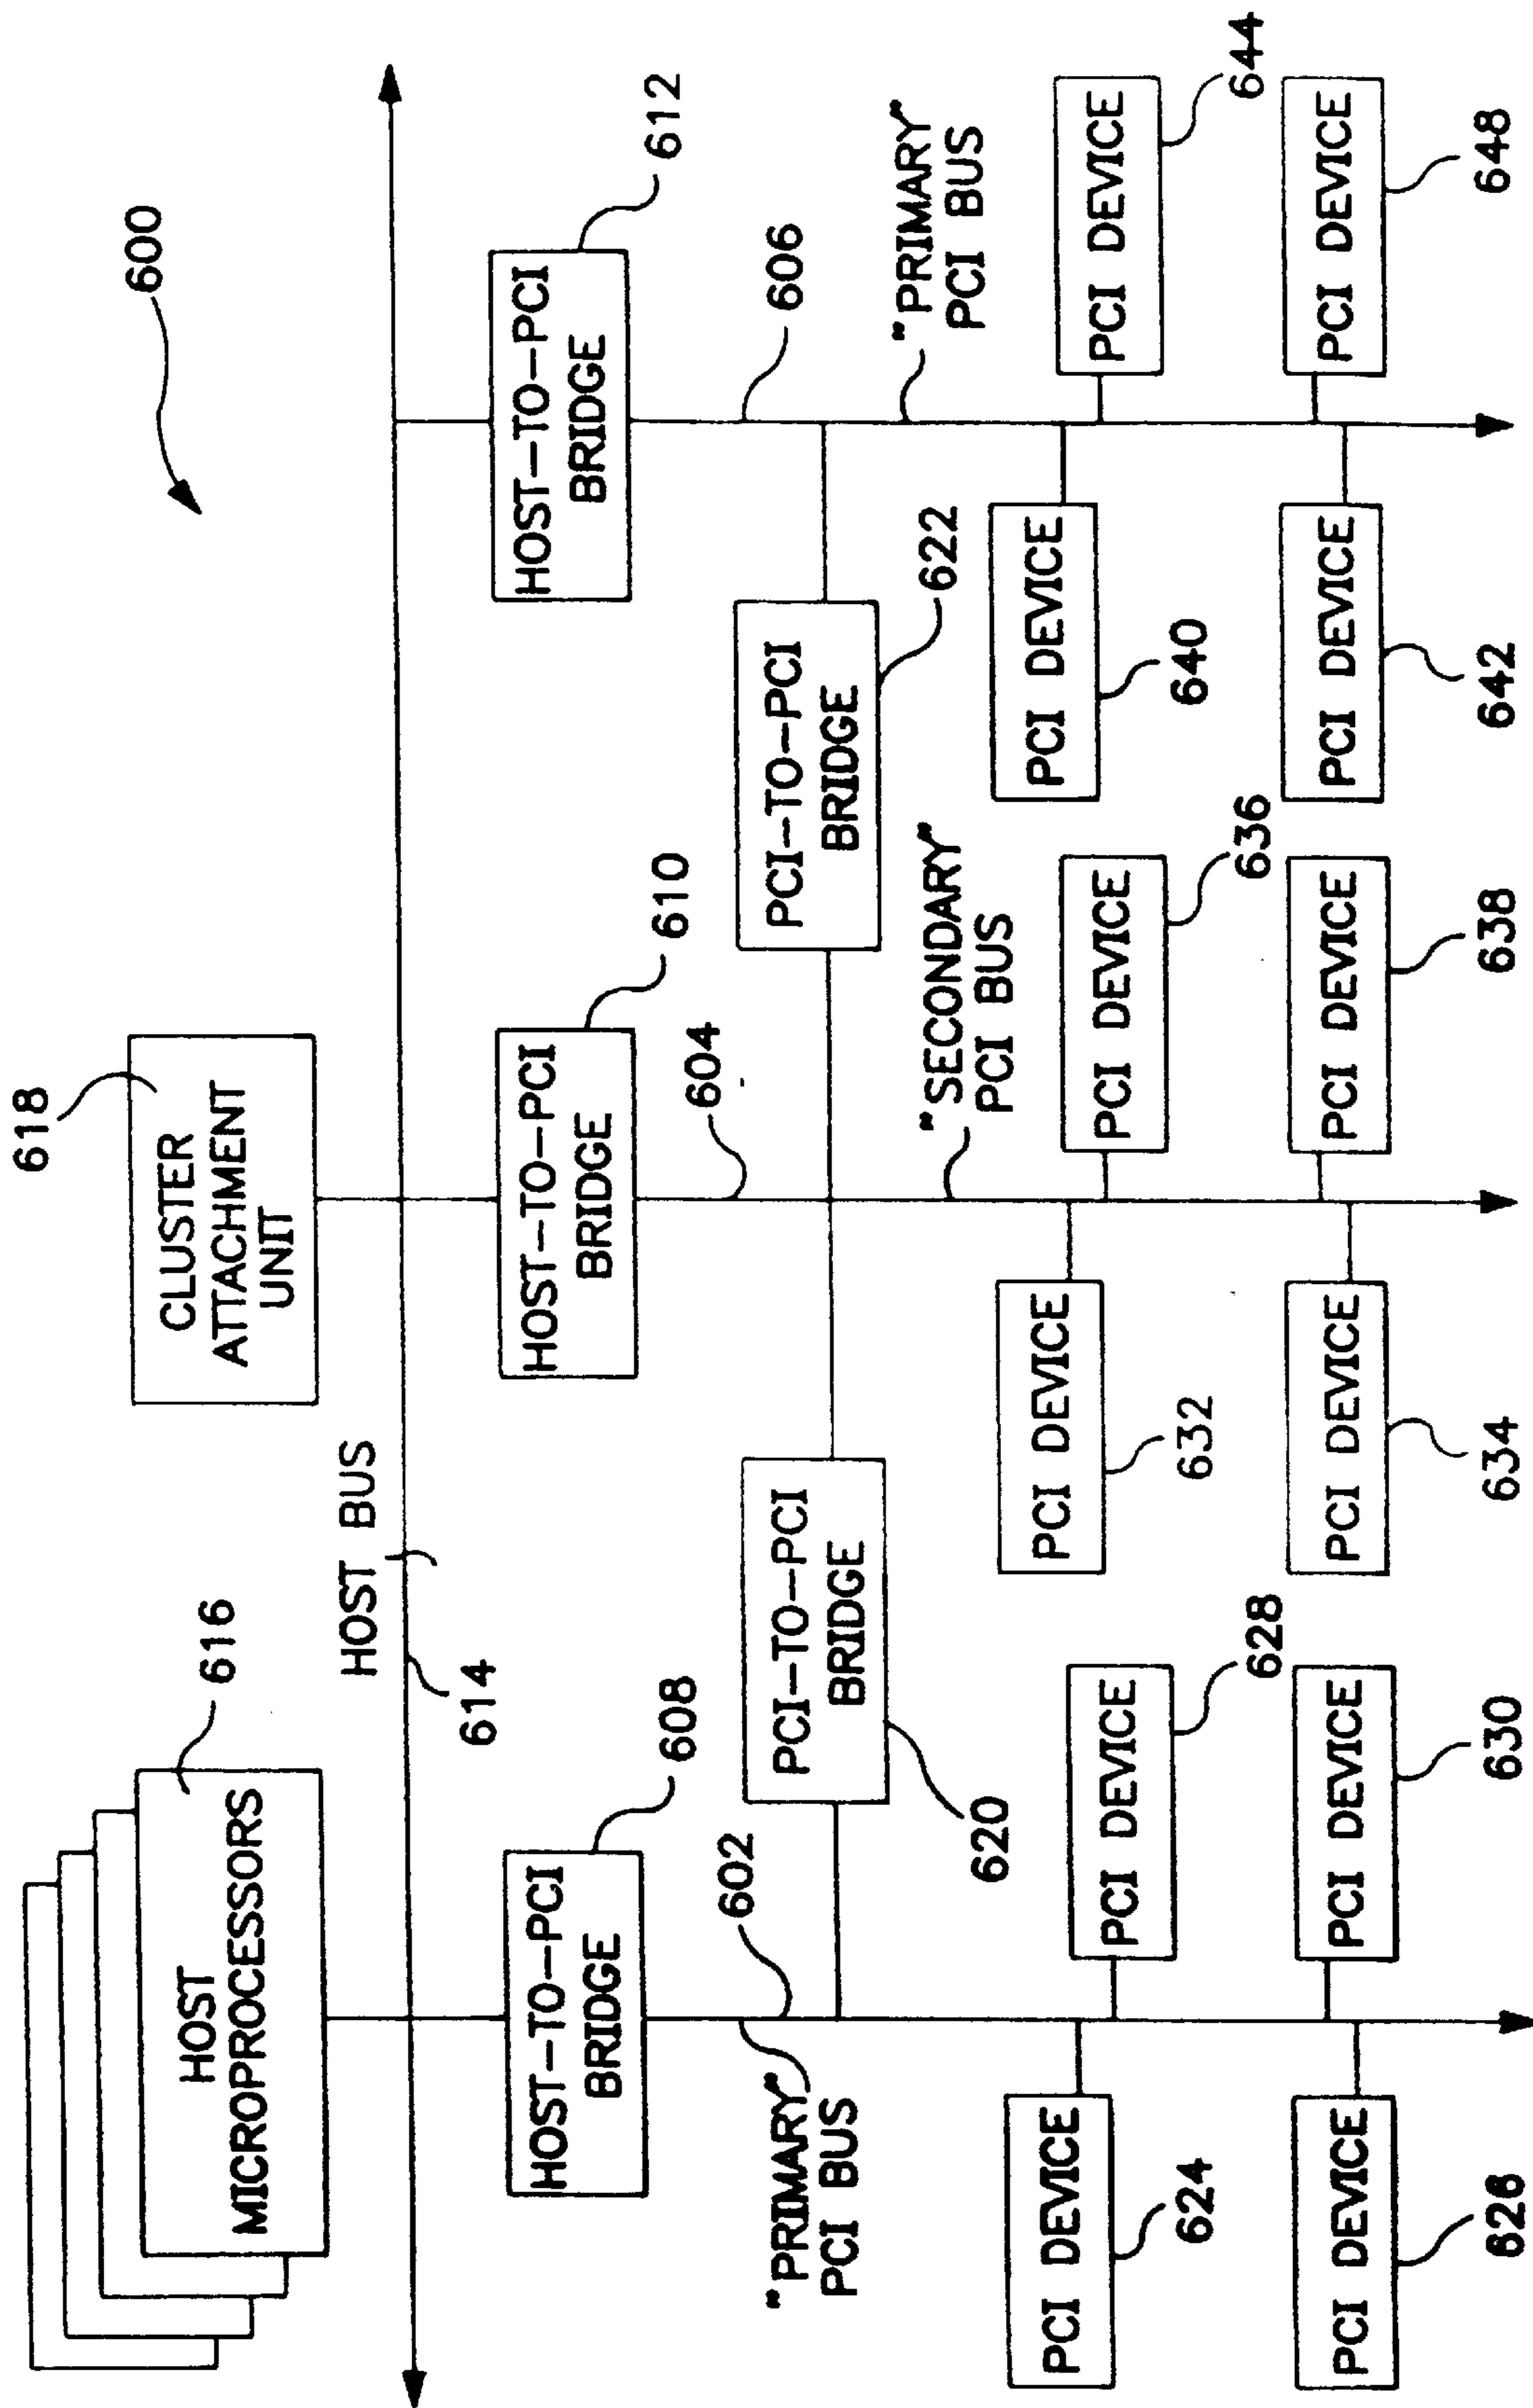 600
618
CLUSTER
ATTACHMENT
UNIT
616
HOST
MICROPROCESSORS
HOST BUS
614
608
HOST-TO-PCI
BRIDGE
610
HOST-TO-PCI
BRIDGE
612
HOST-TO-PCI
BRIDGE
602
"PRIMARY"
PCI BUS
604
606
PCI-TO-PCI
BRIDGE
620
PCI-TO-PCI
BRIDGE
622
"SECONDARY"
PCI BUS
"PRIMARY"
PCI BUS
PCI DEVICE
624
PCI DEVICE
628
PCI DEVICE
632
PCI DEVICE
636
PCI DEVICE
640
PCI DEVICE
644
PCI DEVICE
626
PCI DEVICE
630
PCI DEVICE
634
PCI DEVICE
638
PCI DEVICE
642
PCI DEVICE
648